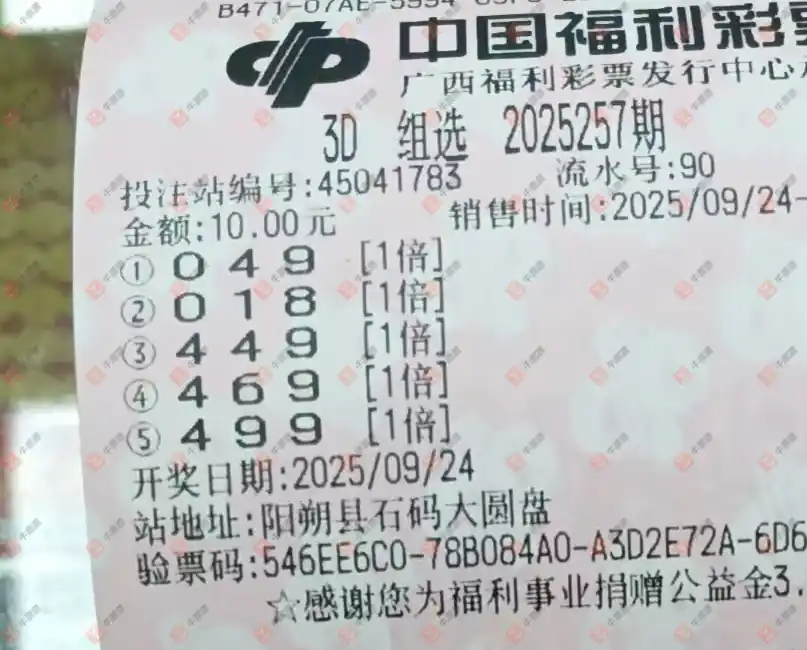 中国福利彩
广西福利彩票发行中心
3D 组选 2025257期
投注站编号:45041783 流水号:90
金额:10.00元 销售时间:2025/09/24-
① 0 4 9 [1倍]
② 0 1 8 [1倍]
③ 4 4 9 [1倍]
④ 4 6 9 [1倍]
⑤ 4 9 9 [1倍]
开奖日期:2025/09/24
站地址:阳朔县石码大圆盘
验票码:546EE6C0-78B084A0-A3D2E72A-6D6
☆感谢您为福利事业捐赠公益金3.